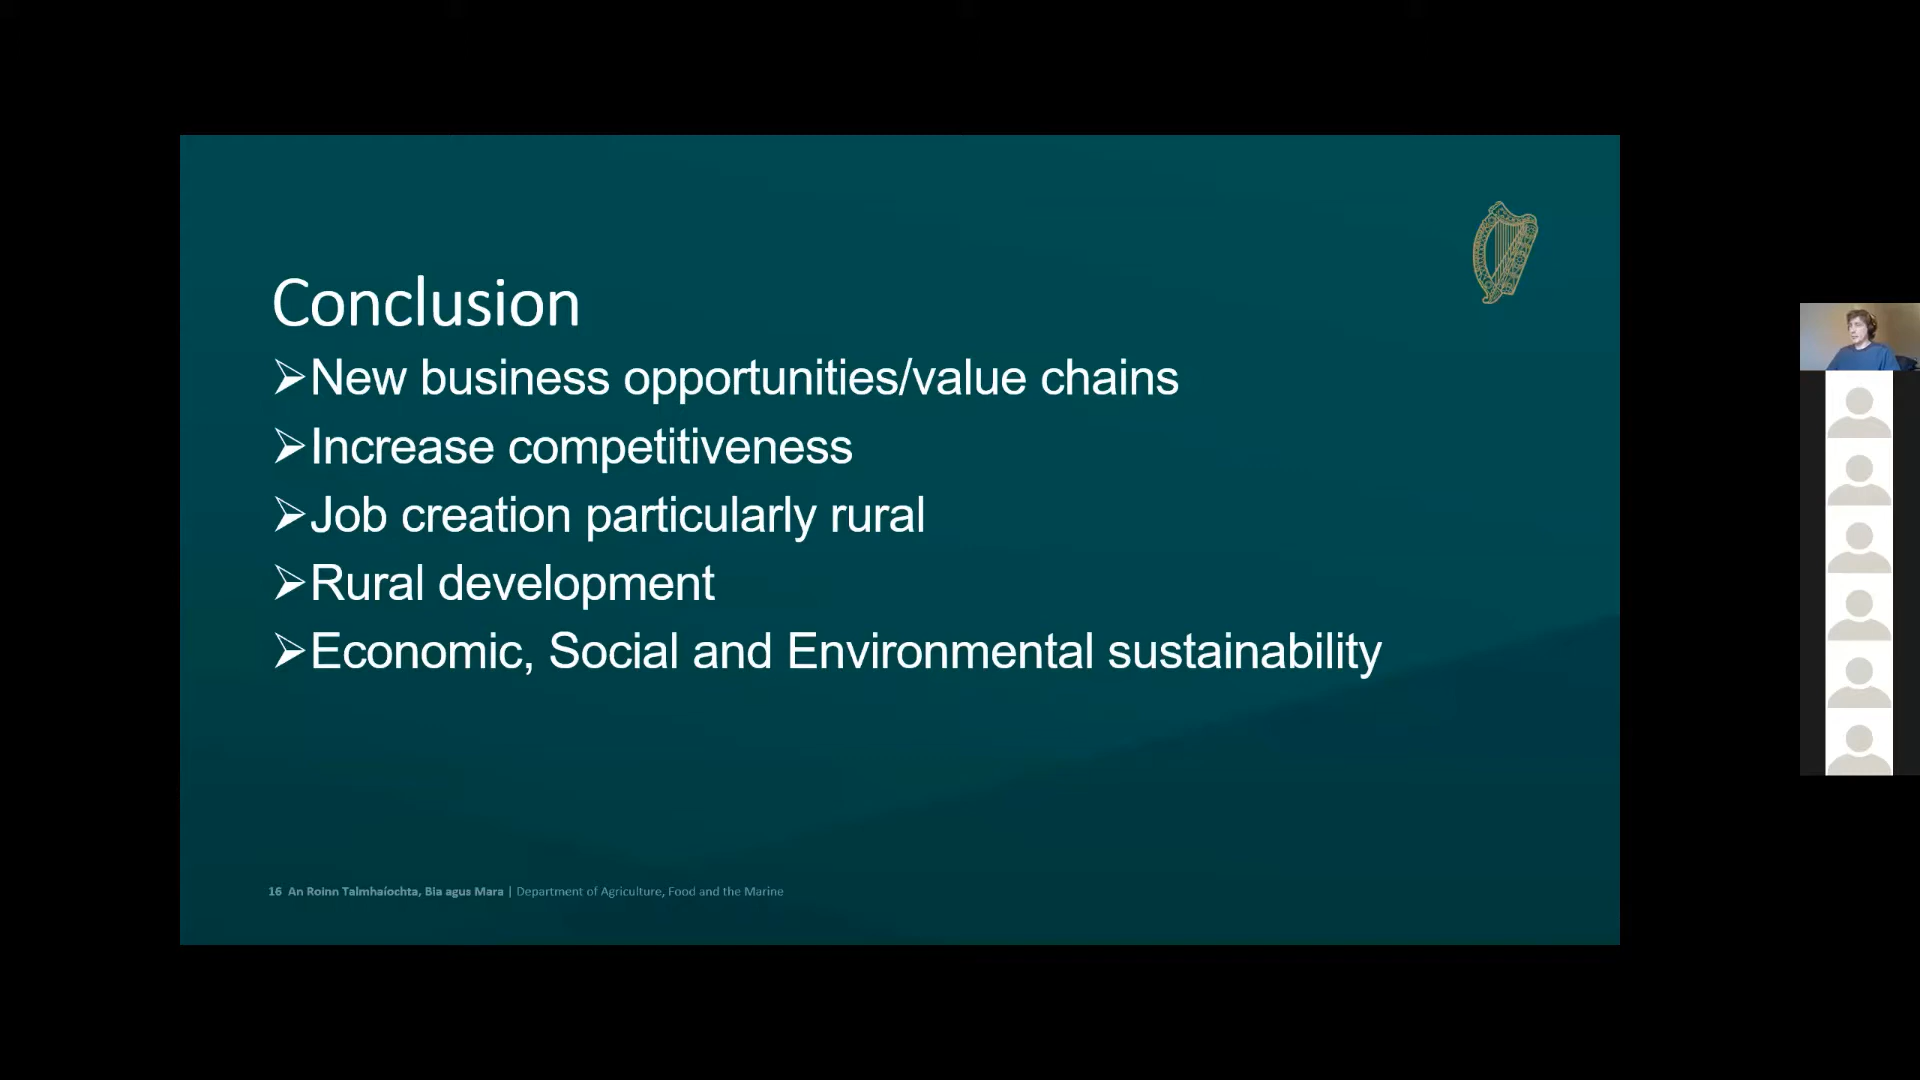 Conclusion
➢New business opportunities/value chains
➢Increase competitiveness
➢Job creation particularly rural
➢Rural development
➢Economic, Social and Environmental sustainability
16 An Roinn Talmhaíochta, Bia agus Mara | Department of Agriculture, Food and the Marine